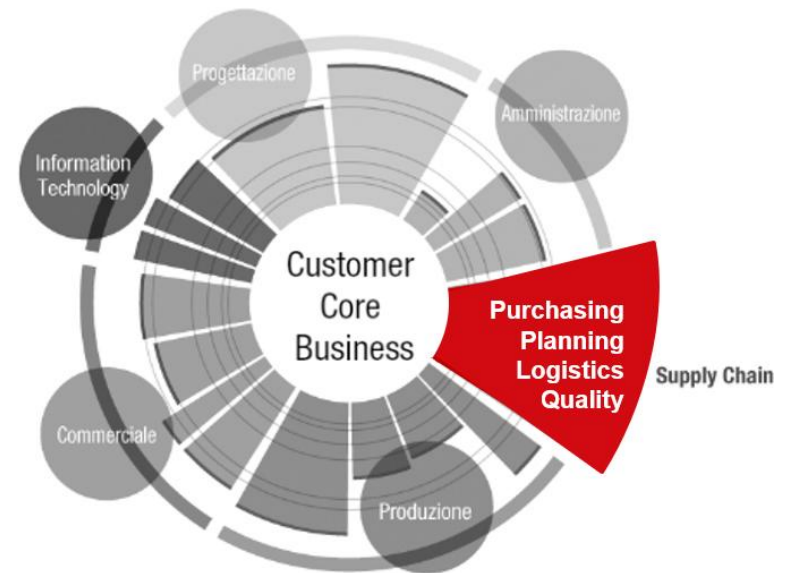 Progettazione
Amministrazione
Information
Technology
Customer
Core
Business
Purchasing
Planning
Logistics
Quality
Supply Chain
Commerciale
Produzione